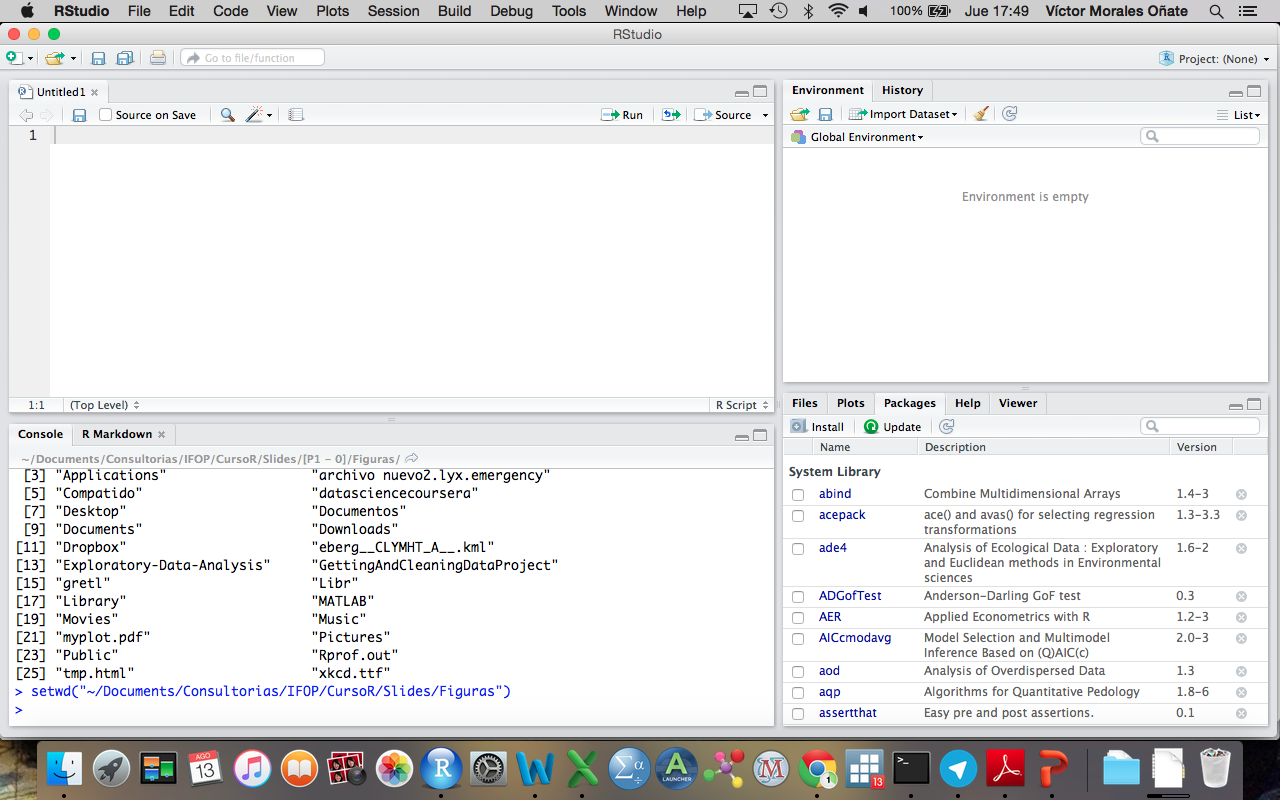 RStudio File Edit Code View Plots Session Build Debug Tools Window Help 100% Jue 17:49 Víctor Morales Oñate
RStudio
Go to file/function Project: (None)
Untitled1
Source on Save Run Source
1
1:1 (Top Level) R Script
Console R Markdown
~/Documents/Consultorias/IFOP/CursoR/Slides/[P1 - 0]/Figuras/
[3] "Applications" "archivo nuevo2.lyx.emergency"
[5] "Compatido" "datasciencecoursera"
[7] "Desktop" "Documentos"
[9] "Documents" "Downloads"
[11] "Dropbox" "eberg__CLYMHT_A__.kml"
[13] "Exploratory-Data-Analysis" "GettingAndCleaningDataProject"
[15] "gretl" "Libr"
[17] "Library" "MATLAB"
[19] "Movies" "Music"
[21] "myplot.pdf" "Pictures"
[23] "Public" "Rprof.out"
[25] "tmp.html" "xkcd.ttf"
> setwd("~/Documents/Consultorias/IFOP/CursoR/Slides/Figuras")
>
Environment History
Import Dataset List
Global Environment
Environment is empty
Files Plots Packages Help Viewer
Install Update
Name Description Version
System Library
abind Combine Multidimensional Arrays 1.4-3
acepack ace() and avas() for selecting regression 1.3-3.3
transformations
ade4 Analysis of Ecological Data : Exploratory 1.6-2
and Euclidean methods in Environmental
sciences
ADGofTest Anderson-Darling GoF test 0.3
AER Applied Econometrics with R 1.2-3
AICcmodavg Model Selection and Multimodel 2.0-3
Inference Based on (Q)AIC(c)
aod Analysis of Overdispersed Data 1.3
aqp Algorithms for Quantitative Pedology 1.8-6
assertthat Easy pre and post assertions. 0.1
AGO
13
R
Σα
A
LAUNCHER
M
1
13
>_